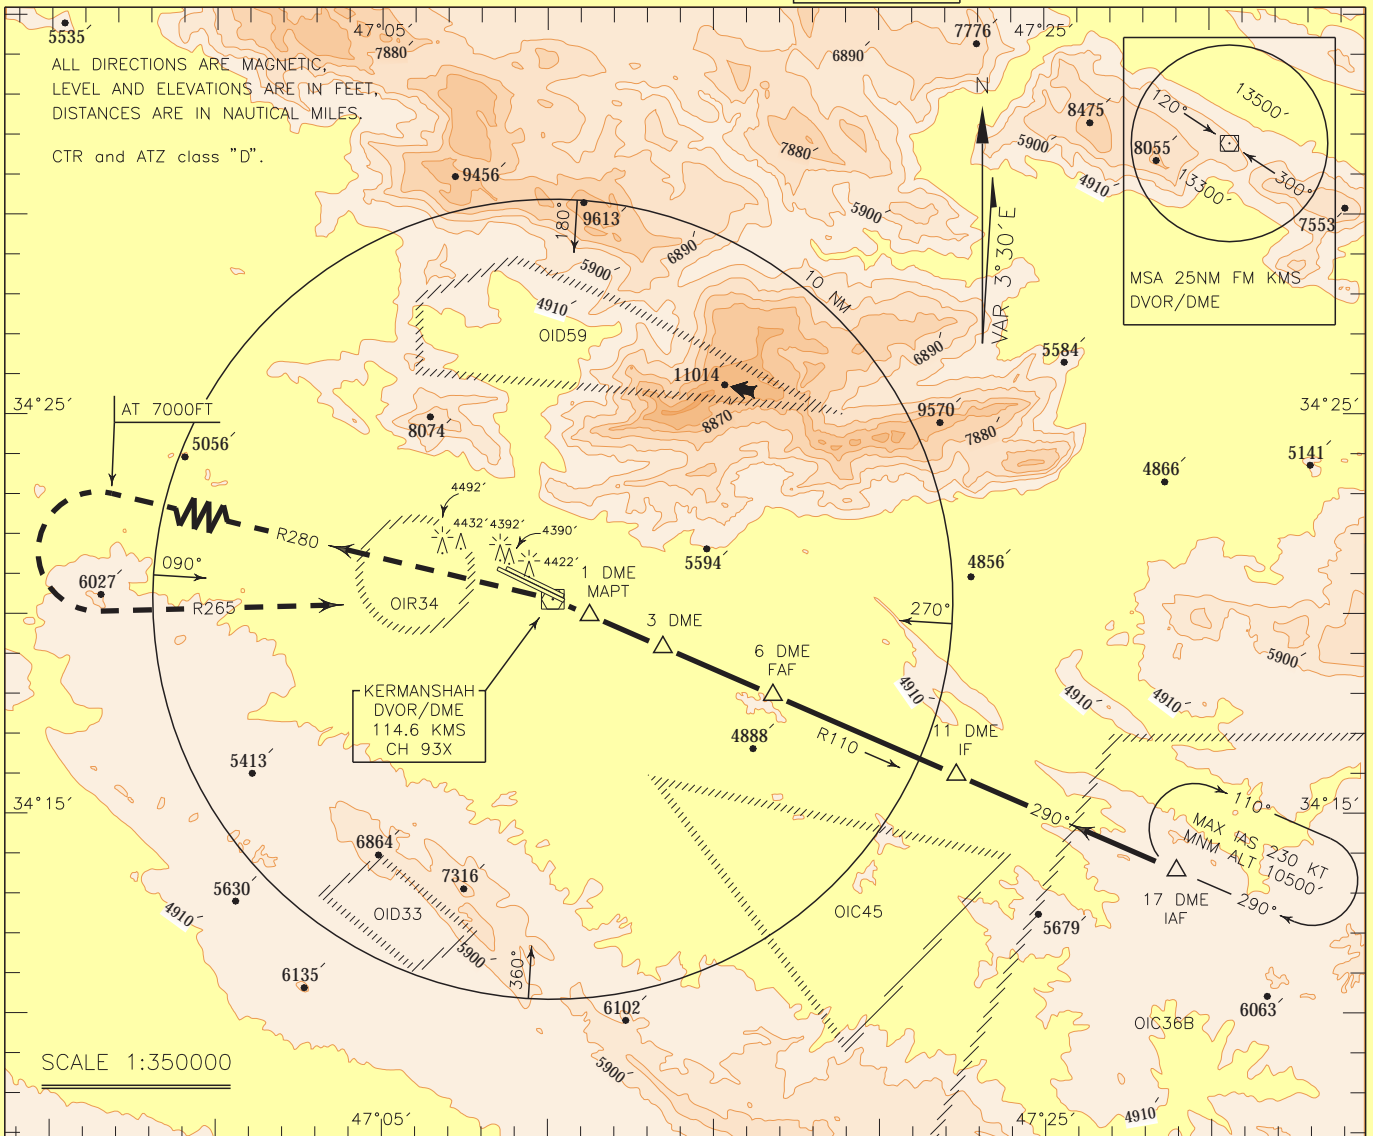 47°05′
47°25′
5535′
7880′
6890′
7776′
ALL DIRECTIONS ARE MAGNETIC,
LEVEL AND ELEVATIONS ARE IN FEET,
DISTANCES ARE IN NAUTICAL MILES.
CTR and ATZ class "D".
N
VAR 3°30′E
8475′
5900′
4910′
120°
13500′
8055′
13300′
300°
7553′
MSA 25NM FM KMS
DVOR/DME
9456′
9613′
180°
7880′
5900′
6890′
5900′
4910′
10 NM
OID59
6890′
5584′
11014′
8870′
9570′
7880′
8074′
34°25′
34°25′
AT 7000FT
5056′
4866′
5141′
4492′
4432′
4392′
4390′
4422′
R280
090°
6027′
R265
OIR34
5594′
4856′
1 DME
MAPT
3 DME
270°
6 DME
FAF
5900′
4910′
4910′
4910′
KERMANSHAH
DVOR/DME
114.6 KMS
CH 93X
4888′
R110
11 DME
IF
5413′
34°15′
34°15′
290°
110°
MAX IAS 230 KT
MNM ALT 10500′
290°
17 DME
IAF
6864′
7316′
5630′
4910′
OID33
5900′
OIC45
5679′
6135′
360°
6102′
6063′
OIC36B
SCALE 1:350000
5900′
4910′
47°05′
47°25′